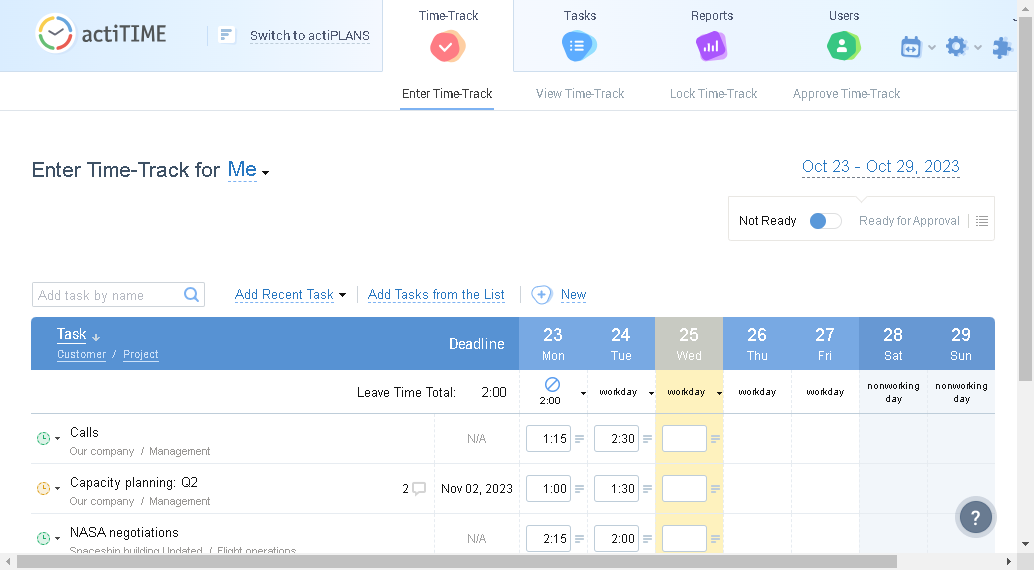 actiTIME
Switch to actiPLANS
Time-Track
Tasks
Reports
Users
Enter Time-Track
View Time-Track
Lock Time-Track
Approve Time-Track
Enter Time-Track for Me
Oct 23 - Oct 29, 2023
Not Ready
Ready for Approval
Add task by name
Add Recent Task
Add Tasks from the List
New
Task
Customer / Project
Deadline
23 Mon
24 Tue
25 Wed
26 Thu
27 Fri
28 Sat
29 Sun
Leave Time Total: 2:00
2:00
workday
workday
workday
workday
nonworking
day
nonworking
day
Calls
Our company / Management
N/A
1:15
2:30
Capacity planning: Q2
Our company / Management
2
Nov 02, 2023
1:00
1:30
NASA negotiations
Spaceship building Updated / Flight operations
N/A
2:15
2:00
?